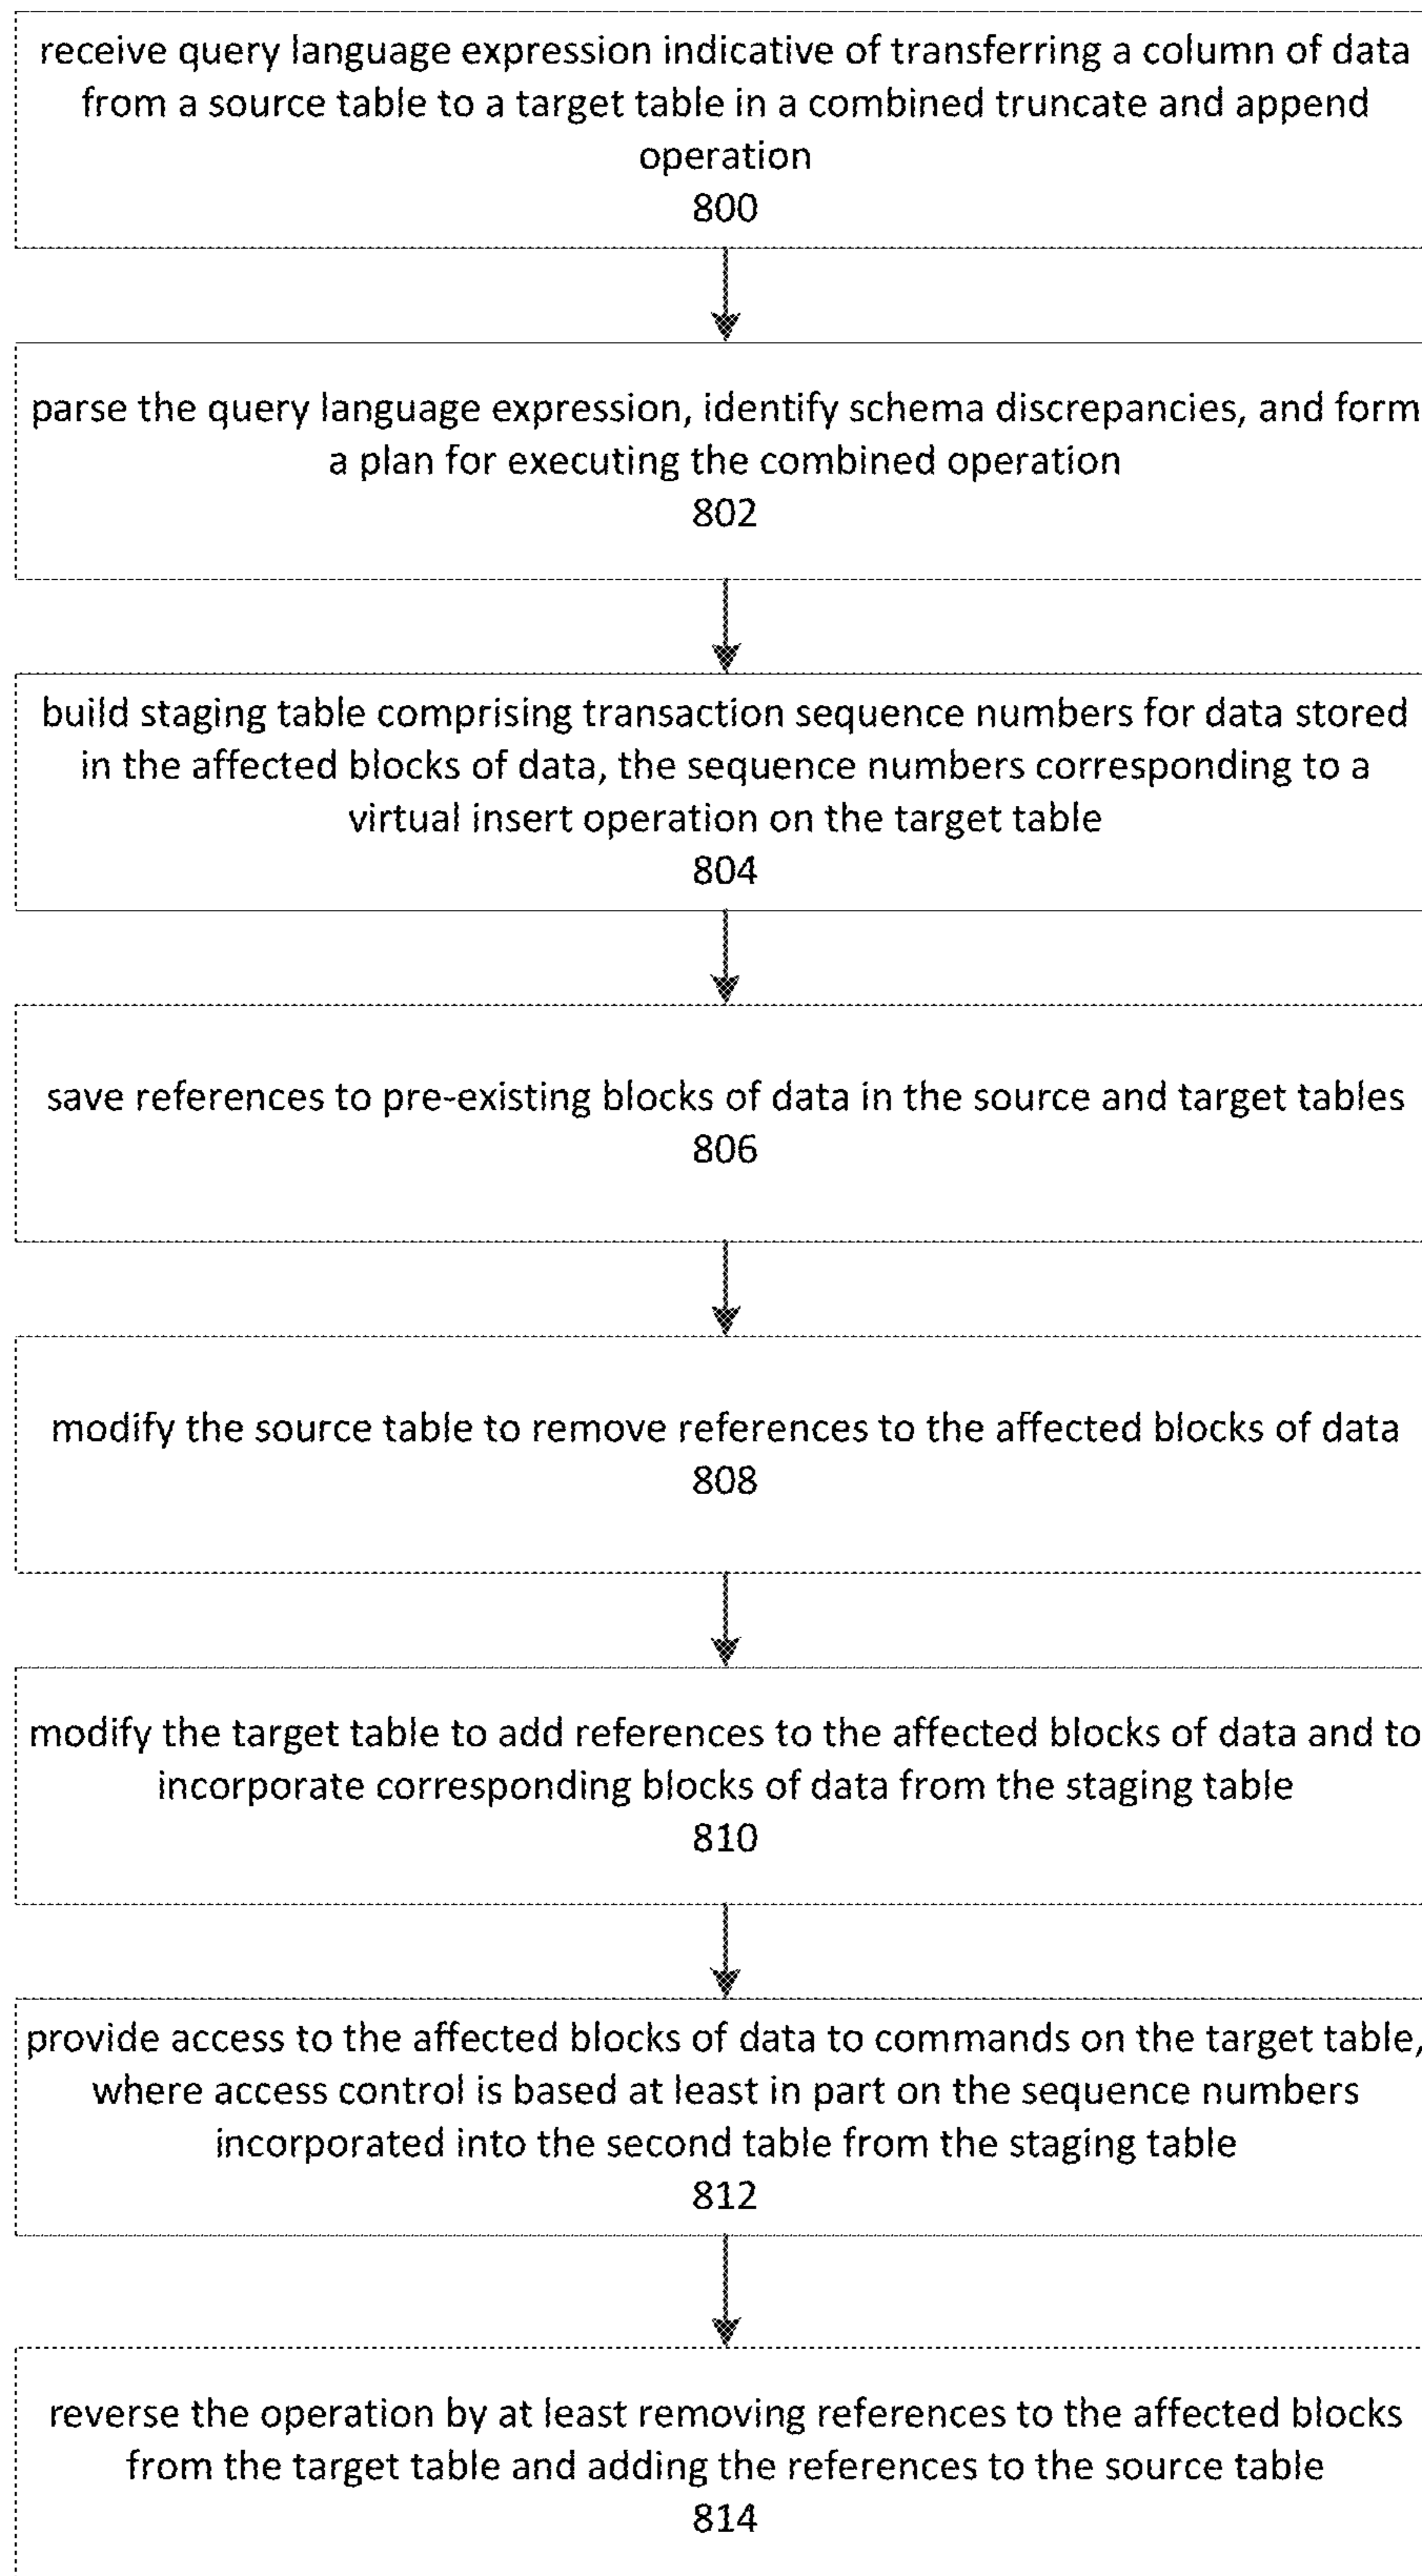 receive query language expression indicative of transferring a column of data
from a source table to a target table in a combined truncate and append
operation
800
parse the query language expression, identify schema discrepancies, and form
a plan for executing the combined operation
802
build staging table comprising transaction sequence numbers for data stored
in the affected blocks of data, the sequence numbers corresponding to a
virtual insert operation on the target table
804
save references to pre-existing blocks of data in the source and target tables
806
modify the source table to remove references to the affected blocks of data
808
modify the target table to add references to the affected blocks of data and to
incorporate corresponding blocks of data from the staging table
810
provide access to the affected blocks of data to commands on the target table,
where access control is based at least in part on the sequence numbers
incorporated into the second table from the staging table
812
reverse the operation by at least removing references to the affected blocks
from the target table and adding the references to the source table
814